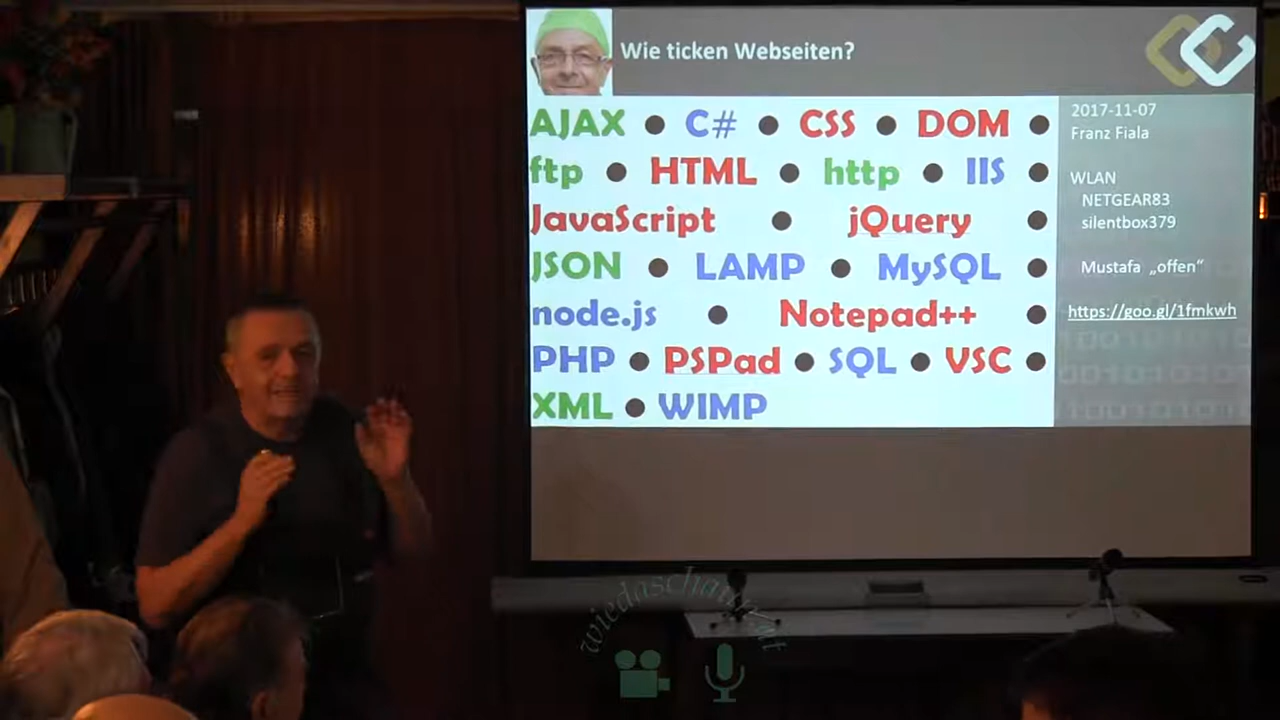 Wie ticken Webseiten?
AJAX ● C# ● CSS ● DOM ●
ftp ● HTML ● http ● IIS ●
JavaScript ● jQuery ●
JSON ● LAMP ● MySQL ●
node.js ● Notepad++ ●
PHP ● PSPad ● SQL ● VSC ●
XML ● WIMP
2017-11-07
Franz Fiala
WLAN
NETGEAR83
silentbox379
Mustafa „offen“
https://goo.gl/1fmkwh